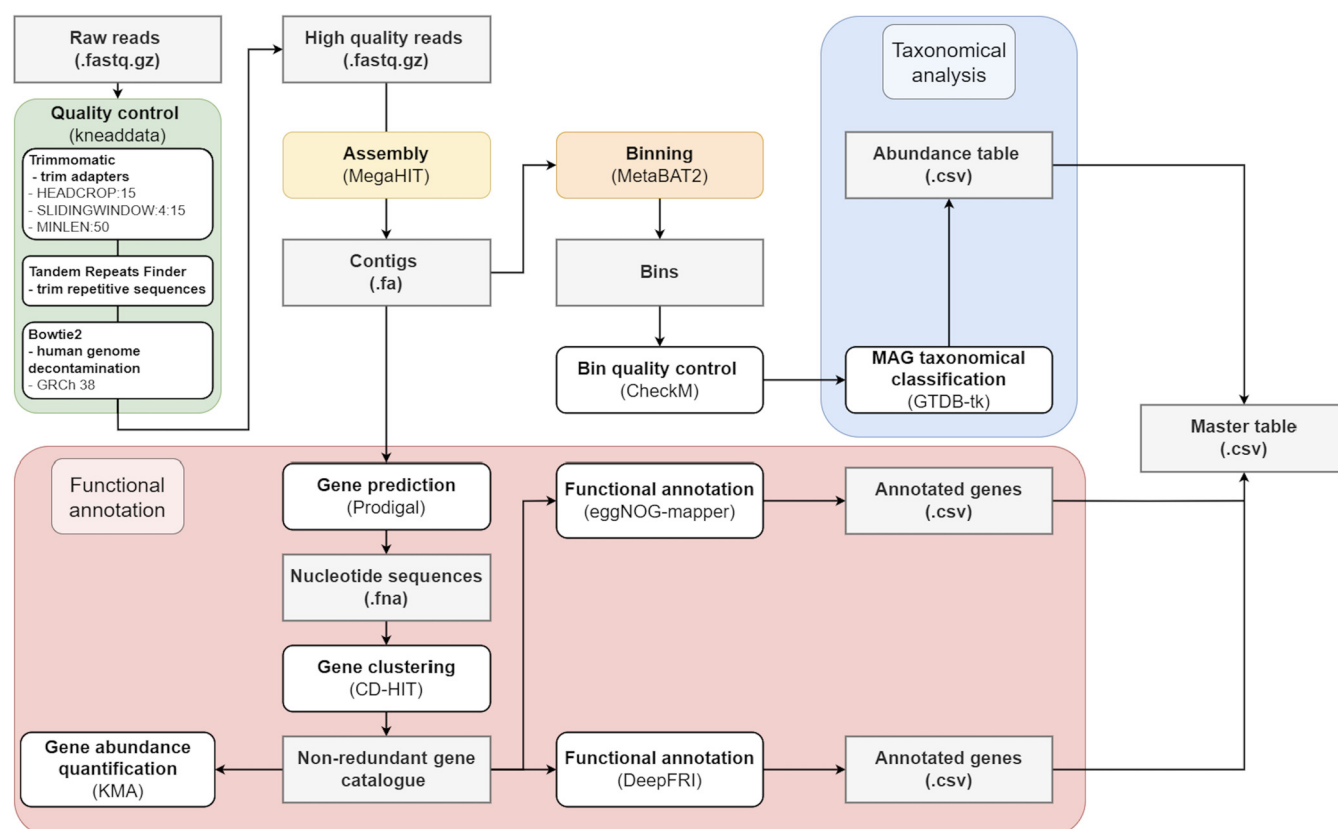 Raw reads
(.fastq.gz)
Quality control
(kneaddata)
Trimmomatic
- trim adapters
- HEADCROP:15
- SLIDINGWINDOW:4:15
- MINLEN:50
Tandem Repeats Finder
- trim repetitive sequences
Bowtie2
- human genome
decontamination
- GRCh 38
High quality reads
(.fastq.gz)
Assembly
(MegaHIT)
Contigs
(.fa)
Binning
(MetaBAT2)
Bins
Bin quality control
(CheckM)
Taxonomical
analysis
Abundance table
(.csv)
MAG taxonomical
classification
(GTDB-tk)
Master table
(.csv)
Functional
annotation
Gene prediction
(Prodigal)
Nucleotide sequences
(.fna)
Gene clustering
(CD-HIT)
Non-redundant gene
catalogue
Gene abundance
quantification
(KMA)
Functional annotation
(eggNOG-mapper)
Annotated genes
(.csv)
Functional annotation
(DeepFRI)
Annotated genes
(.csv)